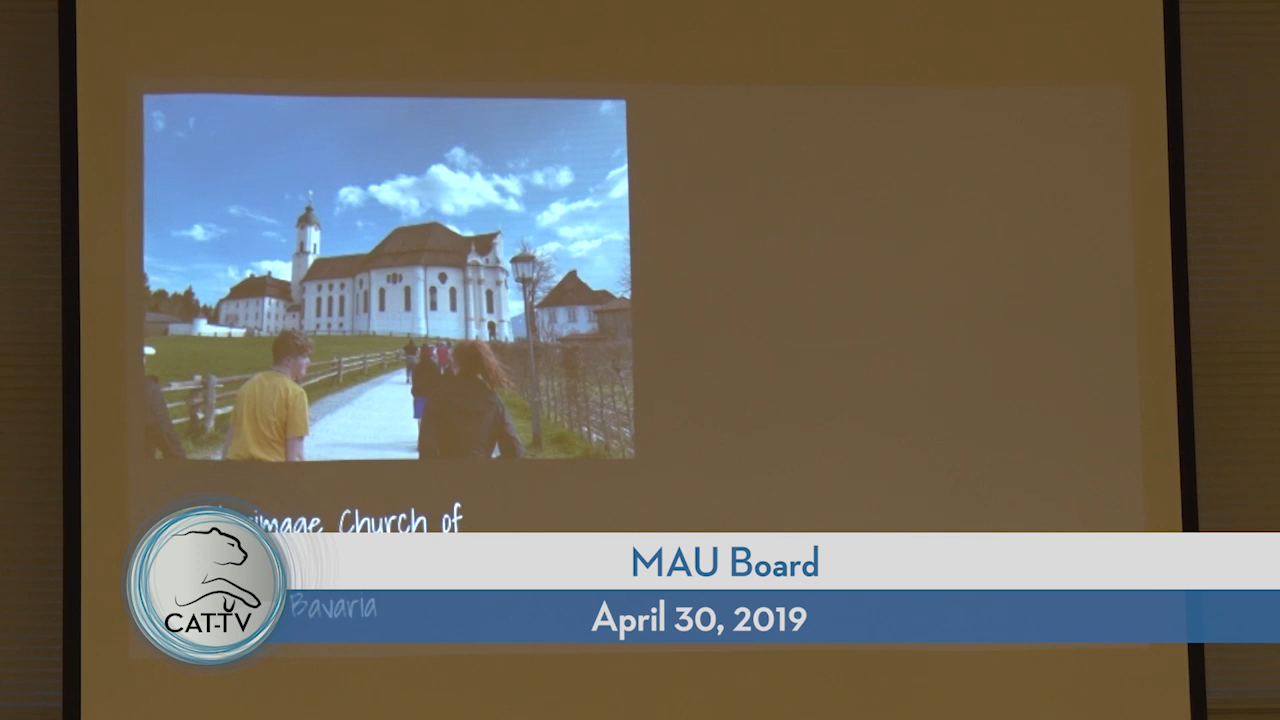 Church of
Bavaria
MAU Board
April 30, 2019
CAT-TV